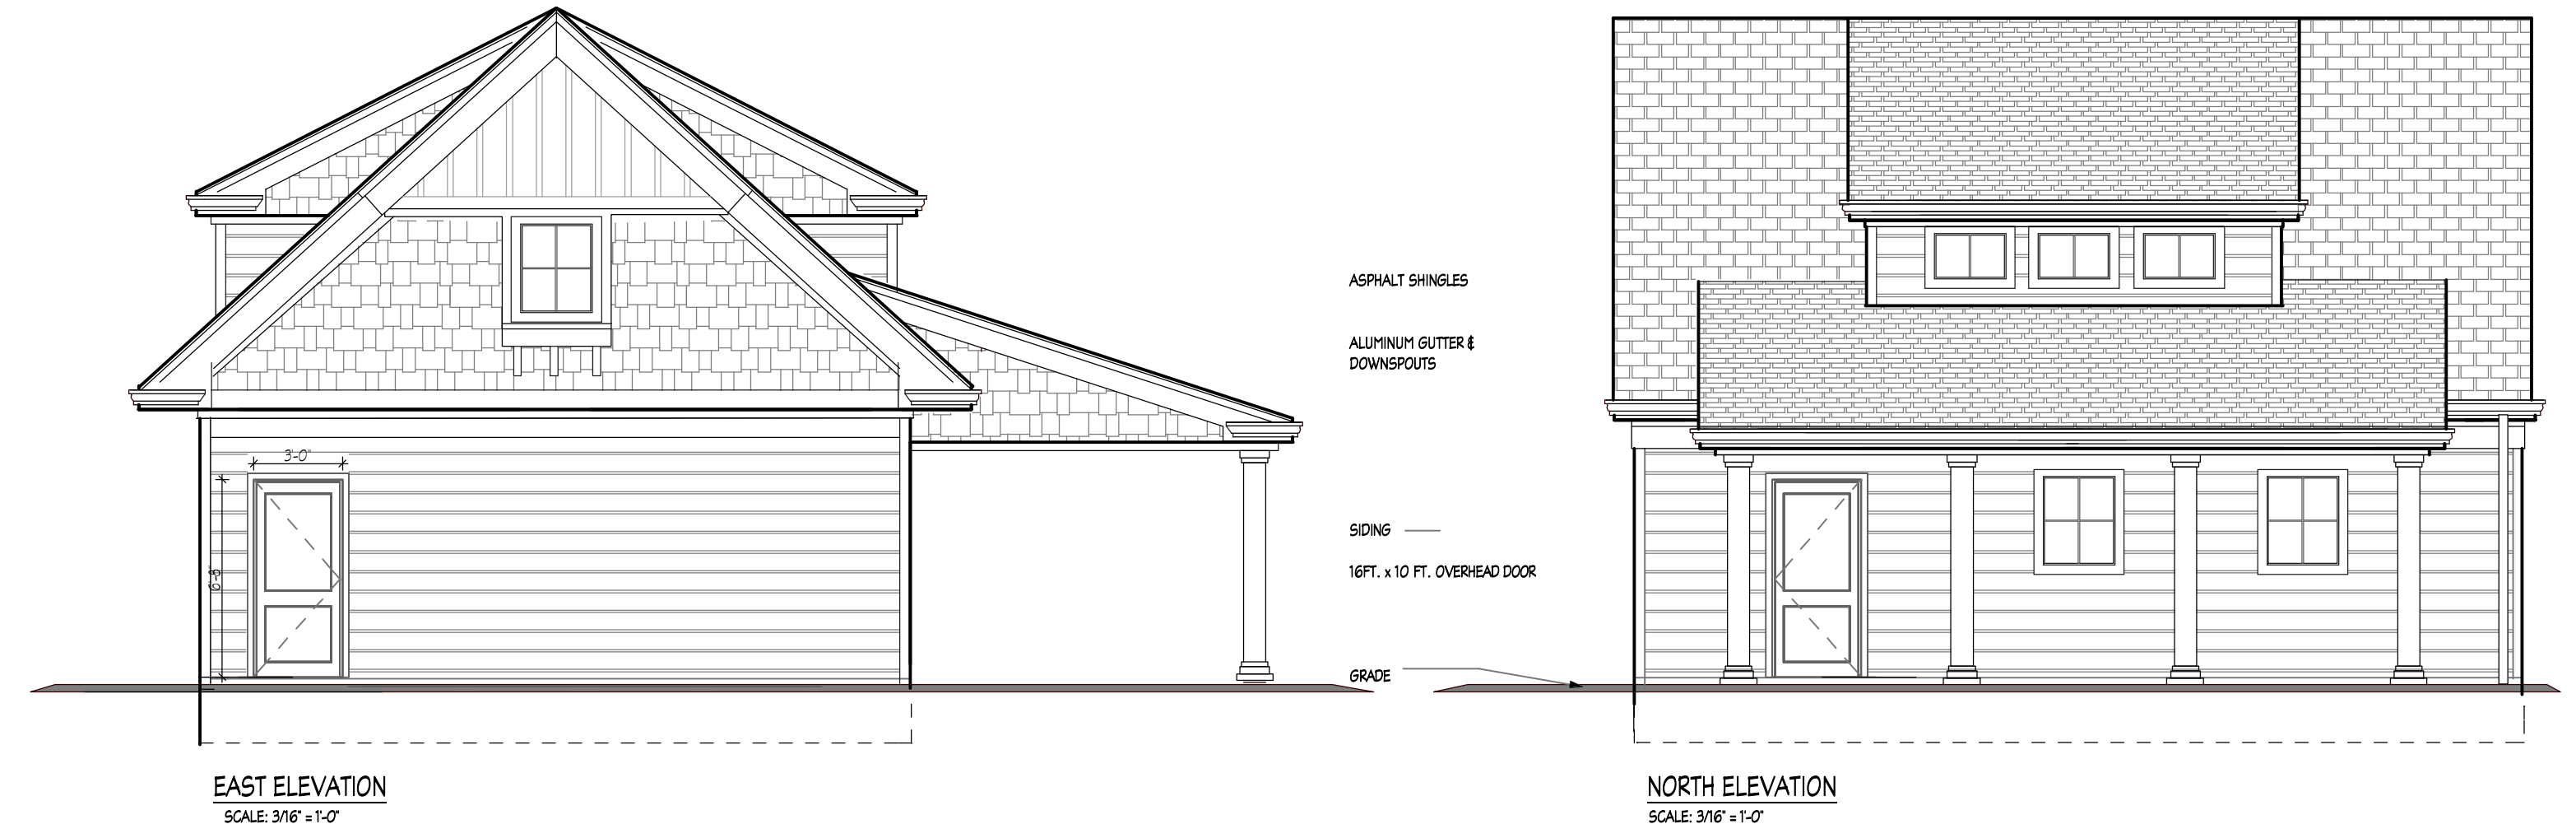 ASPHALT SHINGLES
ALUMINUM GUTTER &
DOWNSPOUTS
3'-0"
6'-8"
SIDING
16FT. x 10 FT. OVERHEAD DOOR
GRADE
EAST ELEVATION
SCALE: 3/16" = 1'-0"
NORTH ELEVATION
SCALE: 3/16" = 1'-0"